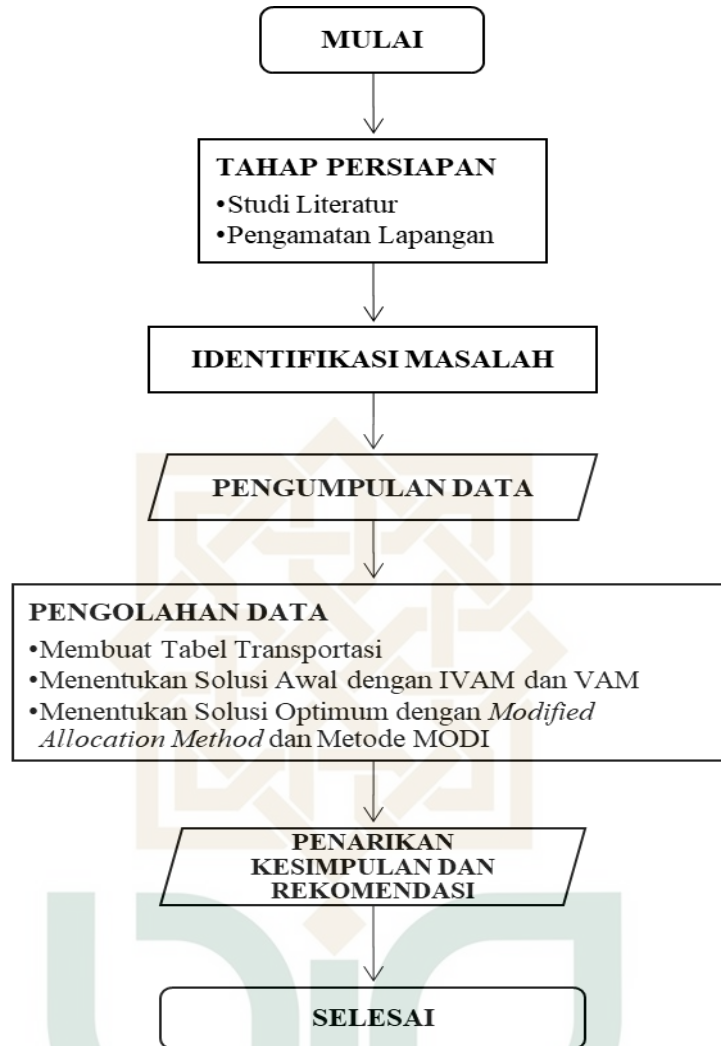 MULAI
TAHAP PERSIAPAN
•Studi Literatur
•Pengamatan Lapangan
IDENTIFIKASI MASALAH
PENGUMPULAN DATA
PENGOLAHAN DATA
•Membuat Tabel Transportasi
•Menentukan Solusi Awal dengan IVAM dan VAM
•Menentukan Solusi Optimum dengan Modified
Allocation Method dan Metode MODI
PENARIKAN
KESIMPULAN DAN
REKOMENDASI
SELESAI